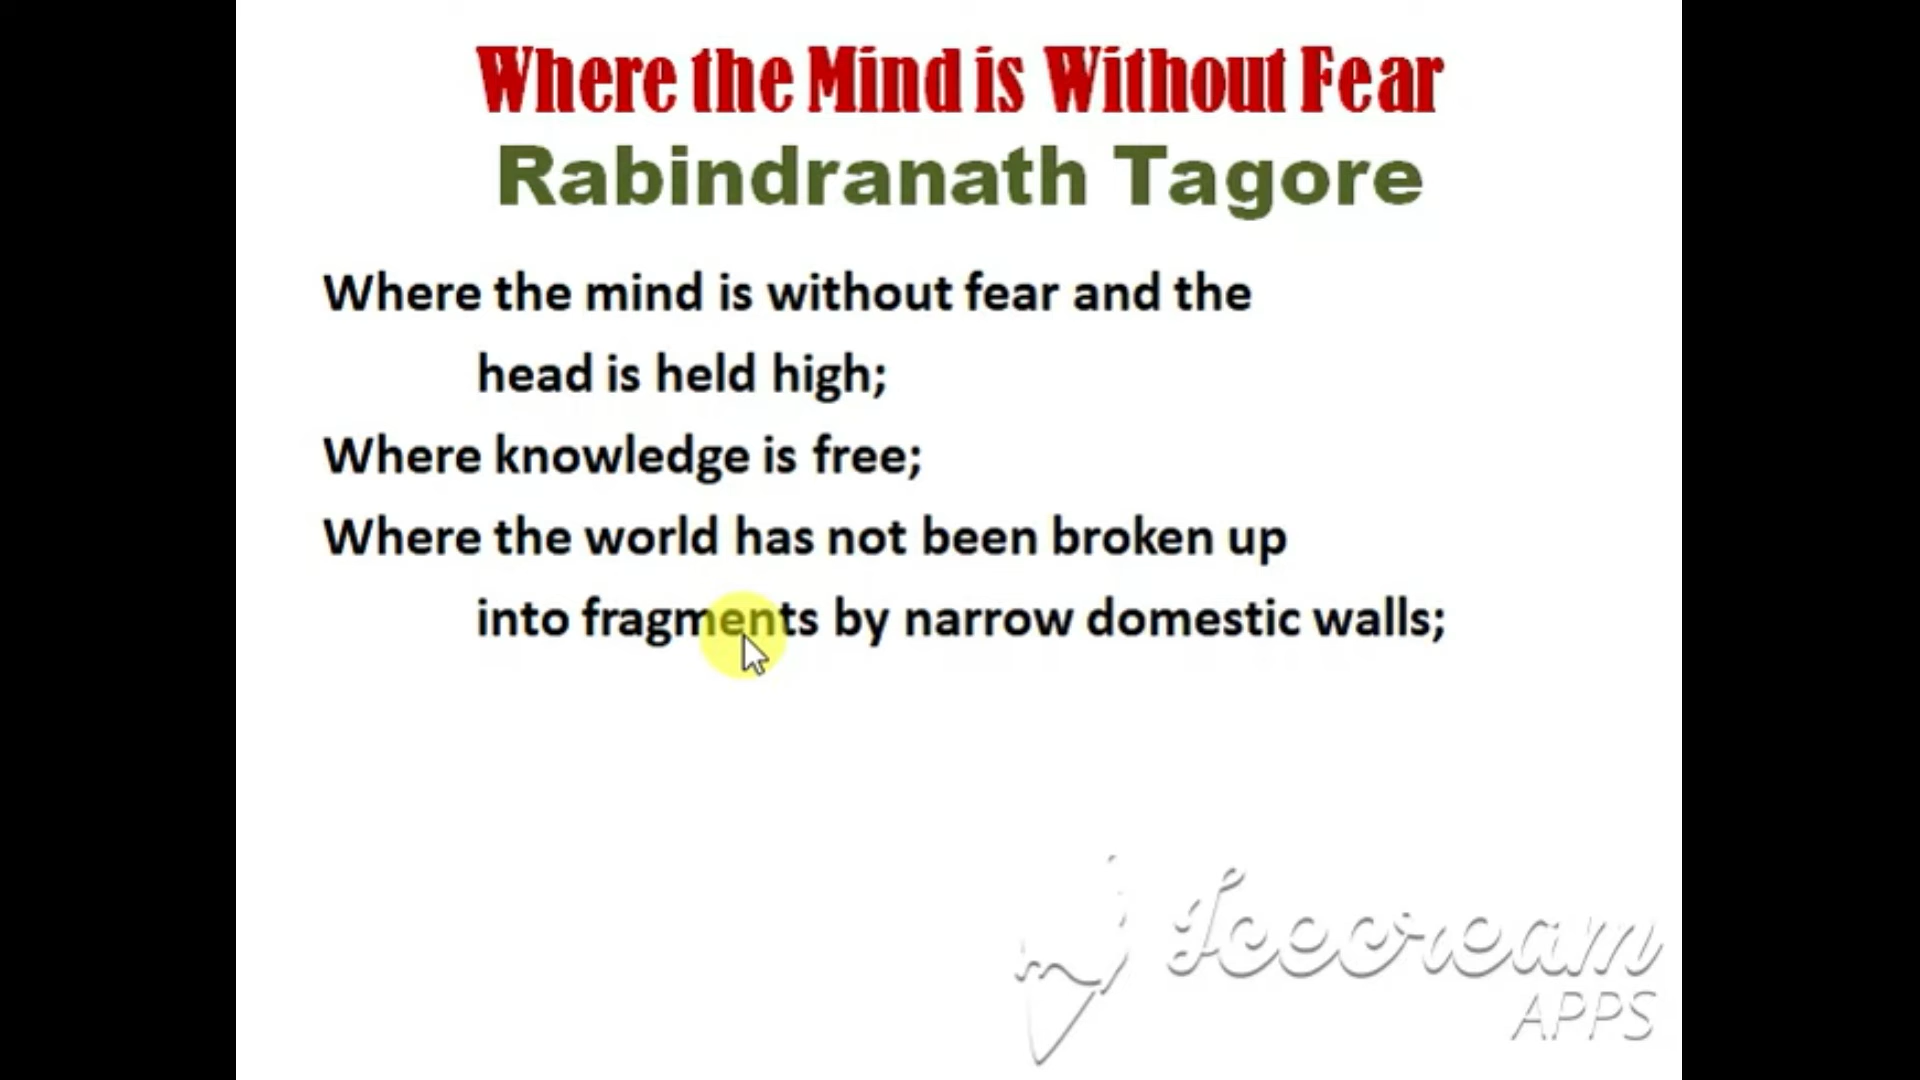 Where the Mind is Without Fear
Rabindranath Tagore
Where the mind is without fear and the
head is held high;
Where knowledge is free;
Where the world has not been broken up
into fragments by narrow domestic walls;
Icecream
APPS